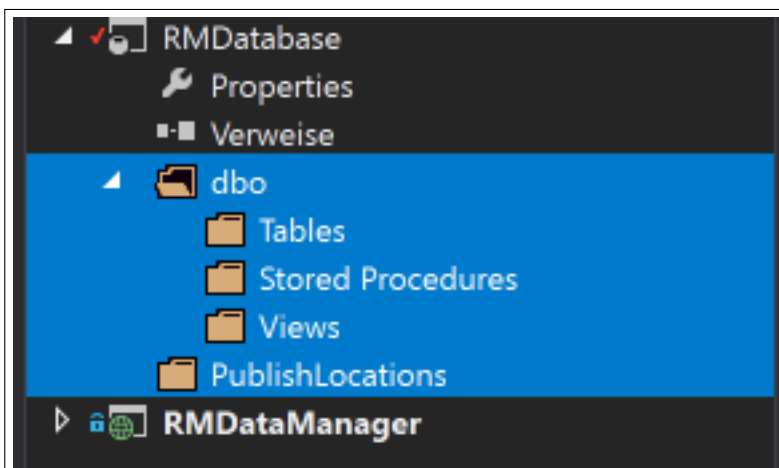 RMDatabase
Properties
Verweise
dbo
Tables
Stored Procedures
Views
PublishLocations
RMDataManager